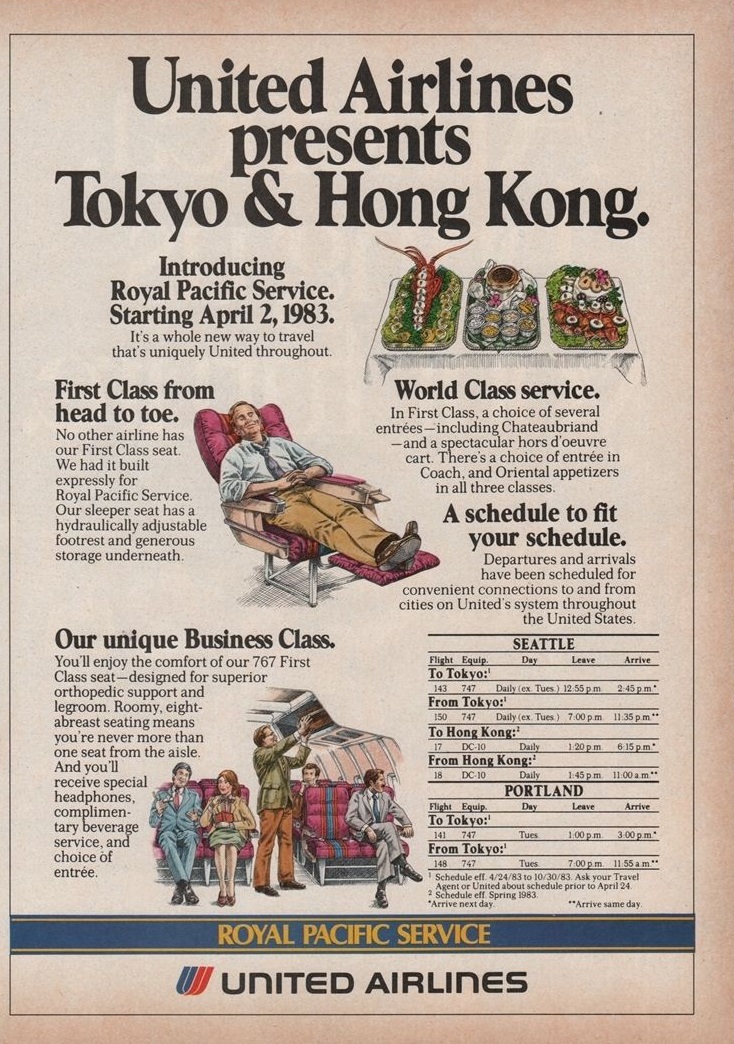 United Airlines
presents
Tokyo & Hong Kong.
Introducing
Royal Pacific Service.
Starting April 2, 1983.
It's a whole new way to travel
that's uniquely United throughout.
First Class from
head to toe.
No other airline has
our First Class seat.
We had it built
expressly for
Royal Pacific Service.
Our sleeper seat has a
hydraulically adjustable
footrest and generous
storage underneath.
World Class service.
In First Class, a choice of several
entrées—including Chateaubriand
—and a spectacular hors d'oeuvre
cart. There's a choice of entrée in
Coach, and Oriental appetizers
in all three classes.
A schedule to fit
your schedule.
Departures and arrivals
have been scheduled for
convenient connections to and from
cities on United's system throughout
the United States.
Our unique Business Class.
You'll enjoy the comfort of our 767 First
Class seat—designed for superior
orthopedic support and
legroom. Roomy, eight-
abreast seating means
you're never more than
one seat from the aisle.
And you'll
receive special
headphones,
complimen-
tary beverage
service, and
choice of
entrée.
SEATTLE
Flight Equip. Day Leave Arrive
To Tokyo:¹
143 747 Daily (ex. Tues.) 12:55 p.m. 2:45 p.m.*
From Tokyo:¹
150 747 Daily (ex. Tues.) 7:00 p.m. 11:35 p.m.**
To Hong Kong:²
17 DC-10 Daily 1:20 p.m. 6:15 p.m.*
From Hong Kong:²
18 DC-10 Daily 1:45 p.m. 11:00 a.m.**
PORTLAND
Flight Equip. Day Leave Arrive
To Tokyo:¹
141 747 Tues. 1:00 p.m. 3:00 p.m.*
From Tokyo:¹
148 747 Tues. 7:00 p.m. 11:55 a.m.**
¹ Schedule eff. 4/24/83 to 10/30/83. Ask your Travel
Agent or United about schedule prior to April 24.
² Schedule eff. Spring 1983.
*Arrive next day. **Arrive same day.
ROYAL PACIFIC SERVICE
UNITED AIRLINES